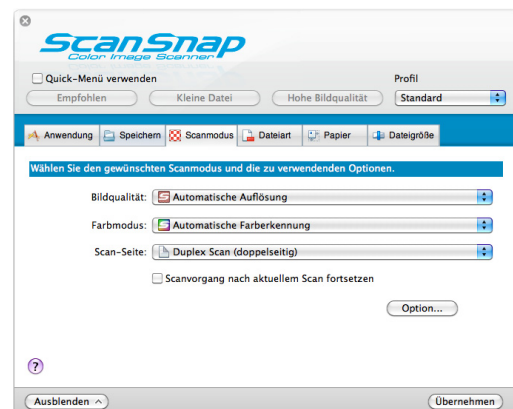 ScanSnap
Color Image Scanner
Quick-Menü verwenden
Profil
Empfohlen
Kleine Datei
Hohe Bildqualität
Standard
Anwendung
Speichern
Scanmodus
Dateiart
Papier
Dateigröße
Wählen Sie den gewünschten Scanmodus und die zu verwendenden Optionen.
Bildqualität: Automatische Auflösung
Farbmodus: Automatische Farberkennung
Scan-Seite: Duplex Scan (doppelseitig)
Scanvorgang nach aktuellem Scan fortsetzen
Option...
?
Ausblenden
Übernehmen